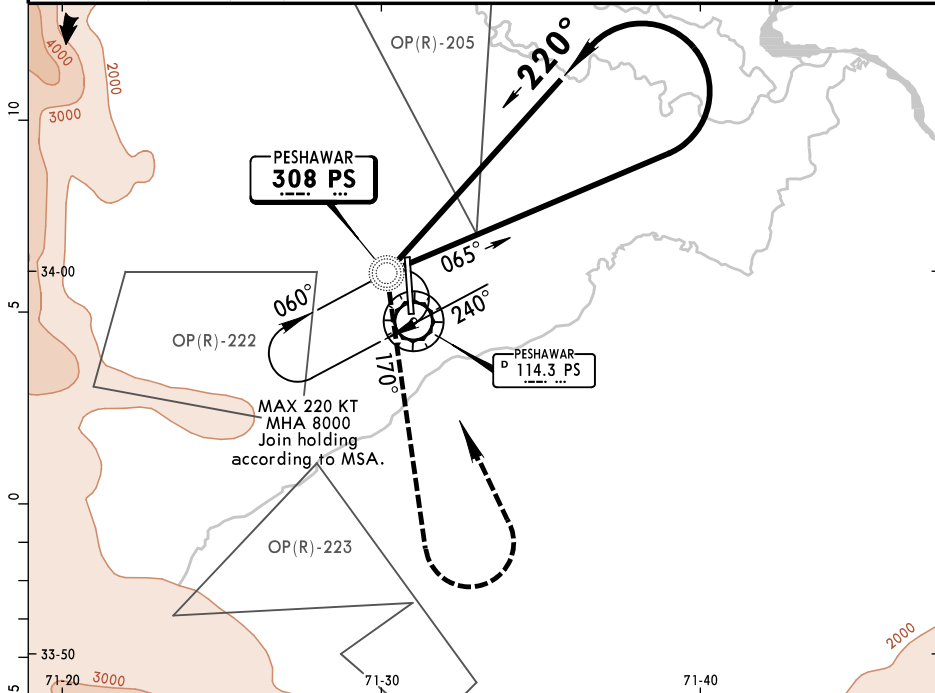 OP(R)-205
220°
4000
2000
3000
10
PESHAWAR
308 PS
065°
34-00
060°
240°
5
OP(R)-222
170°
PESHAWAR
D 114.3 PS
MAX 220 KT
MHA 8000
Join holding
according to MSA.
0
OP(R)-223
2000
33-50
71-20
3000
71-30
71-40
5